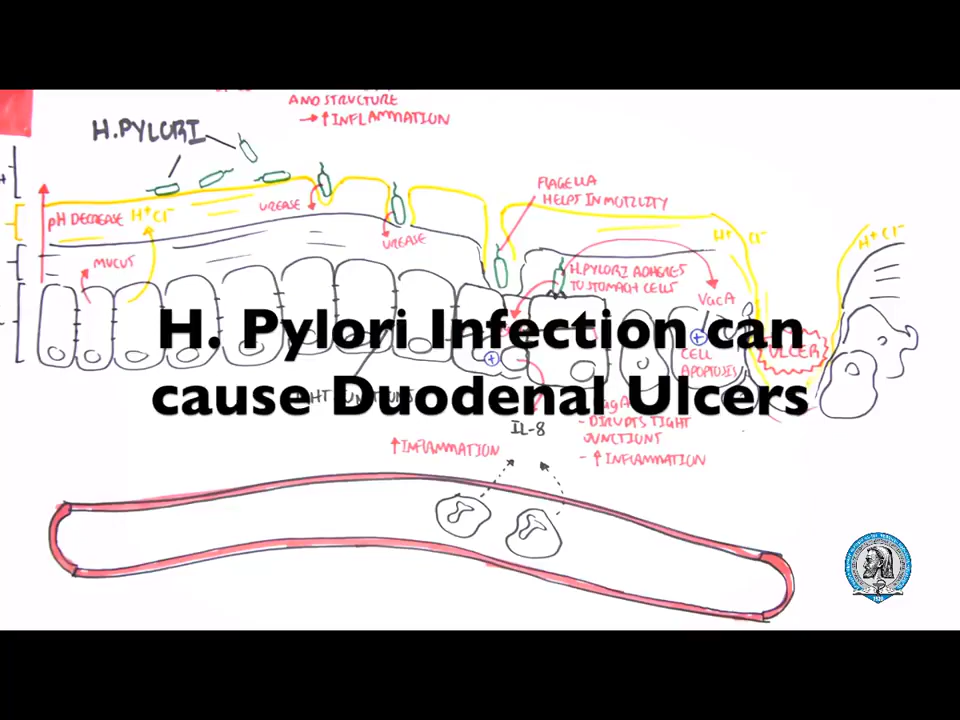 AND STRUCTURE
→ ↑ INFLAMMATION
H.PYLORI
FLAGELLA
HELPS IN MOTILITY
UREASE
pH DECREASE H⁺Cl⁻
UREASE
H⁺ Cl⁻
H⁺ Cl⁻
MUCUS
H.PYLORI ADHERES
TO STOMACH CELLS
VacA
H. Pylori Infection can
cause Duodenal Ulcers
+
+
CELL
APOPTOSIS
ULCER
IL-8
- DISRUPTS TIGHT
JUNCTIONS
- ↑ INFLAMMATION
↑ INFLAMMATION